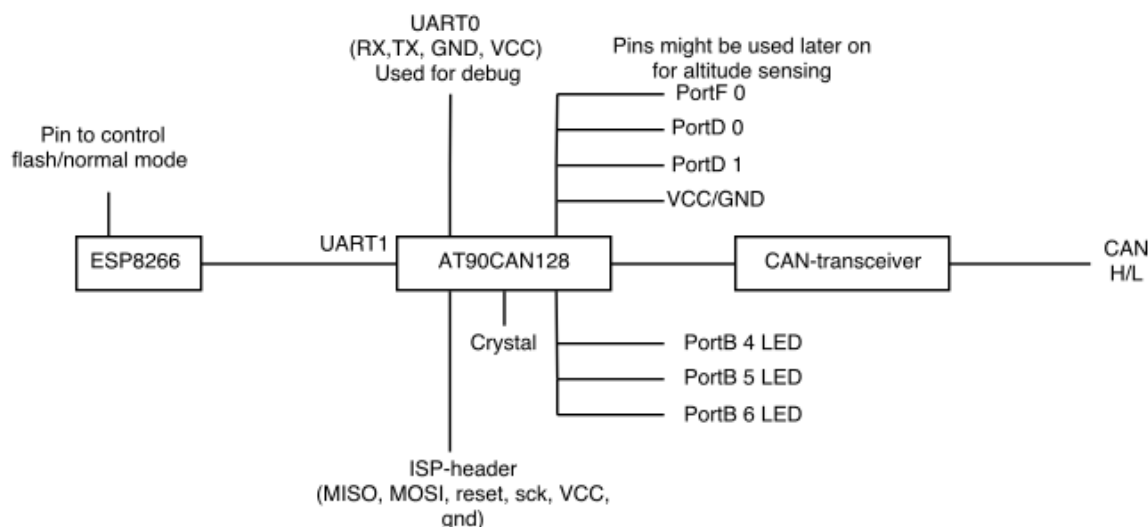 UART0
(RX,TX, GND, VCC)
Used for debug
Pins might be used later on
for altitude sensing
PortF 0
PortD 0
PortD 1
VCC/GND
Pin to control
flash/normal mode
ESP8266
UART1
AT90CAN128
CAN-transceiver
CAN
H/L
Crystal
PortB 4 LED
PortB 5 LED
PortB 6 LED
ISP-header
(MISO, MOSI, reset, sck, VCC,
gnd)